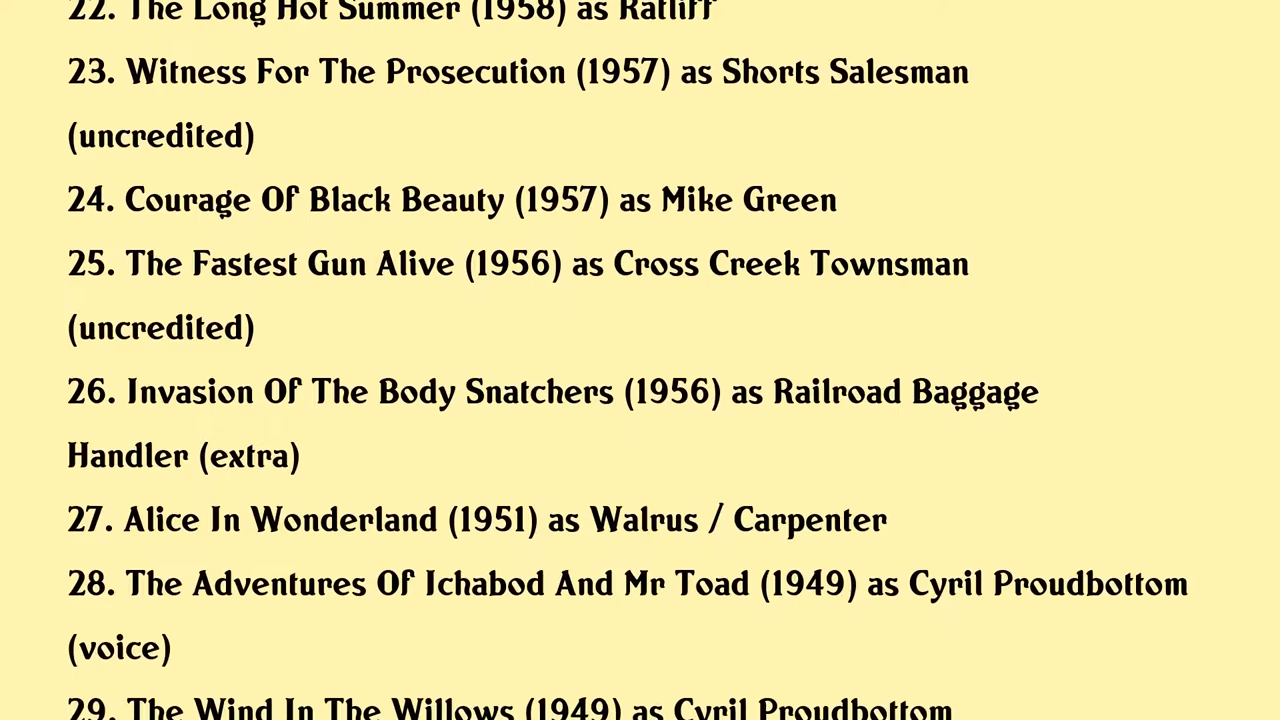 22. The Long Hot Summer (1958) as Ratliff
23. Witness For The Prosecution (1957) as Shorts Salesman
(uncredited)
24. Courage Of Black Beauty (1957) as Mike Green
25. The Fastest Gun Alive (1956) as Cross Creek Townsman
(uncredited)
26. Invasion Of The Body Snatchers (1956) as Railroad Baggage
Handler (extra)
27. Alice In Wonderland (1951) as Walrus / Carpenter
28. The Adventures Of Ichabod And Mr Toad (1949) as Cyril Proudbottom
(voice)
29. The Wind In The Willows (1949) as Cyril Proudbottom